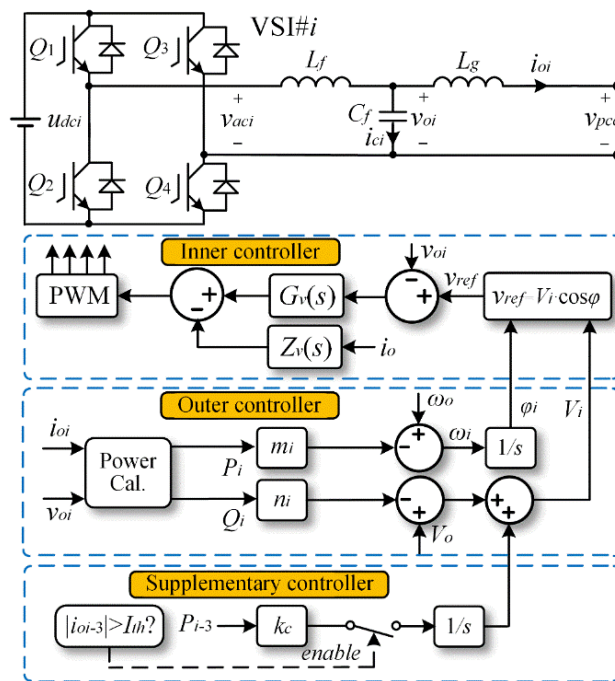 VSI#i
Q1
Q3
Lf
Lg
ioi
udci
+
vaci
−
Cf
ici
+
voi
−
+
vpcc
−
Q2
Q4
Inner controller
voi
PWM
− +
Gv(s)
− +
vref
vref=Vi·cosφ
Zv(s)
io
Outer controller
ωo
φi
Vi
ioi
Power
Cal.
Pi
mi
− +
ωi
1/s
voi
Qi
ni
− +
+ +
Vo
Supplementary controller
|ioi-3|>Ith?
Pi-3
kc
enable
1/s